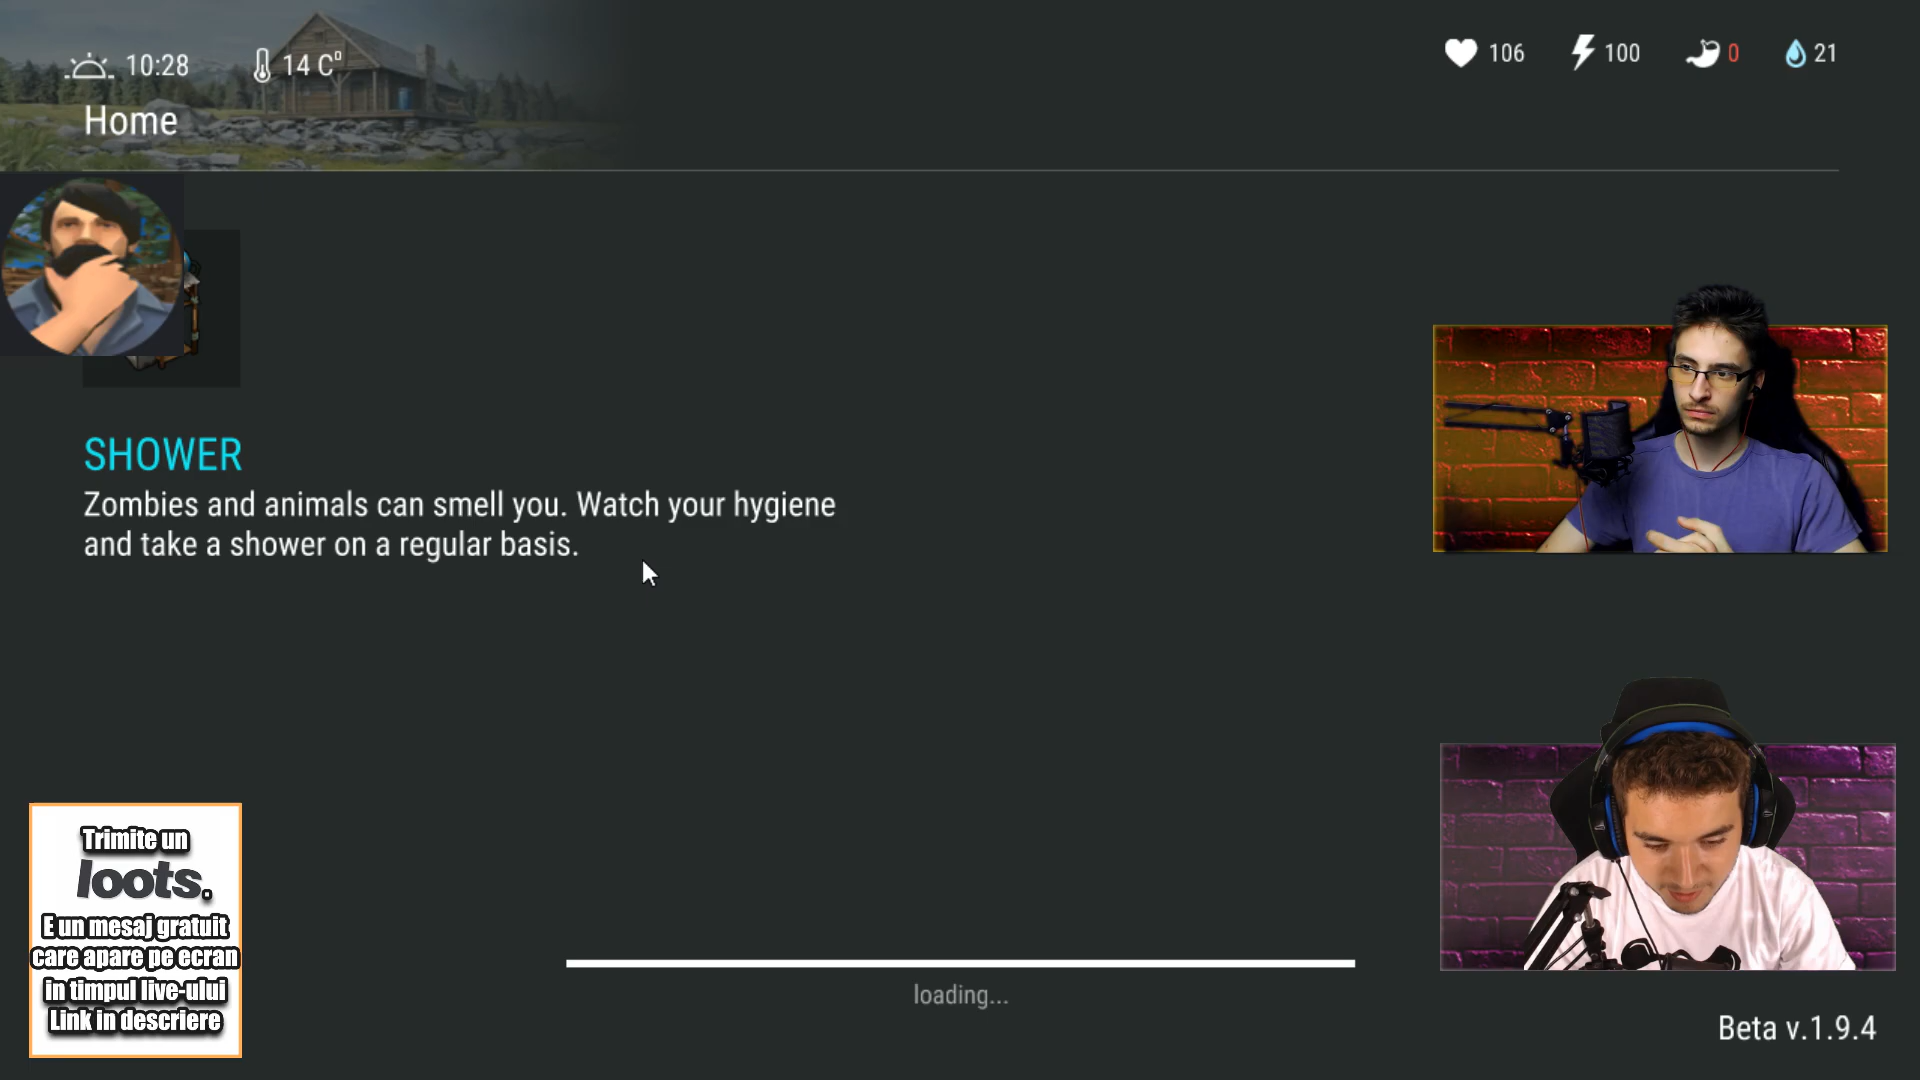 10:28
14 C°
106
100
0
21
Home
SHOWER
Zombies and animals can smell you. Watch your hygiene
and take a shower on a regular basis.
Trimite un
loots.
E un mesaj gratuit
care apare pe ecran
in timpul live-ului
Link in descriere
loading...
Beta v.1.9.4